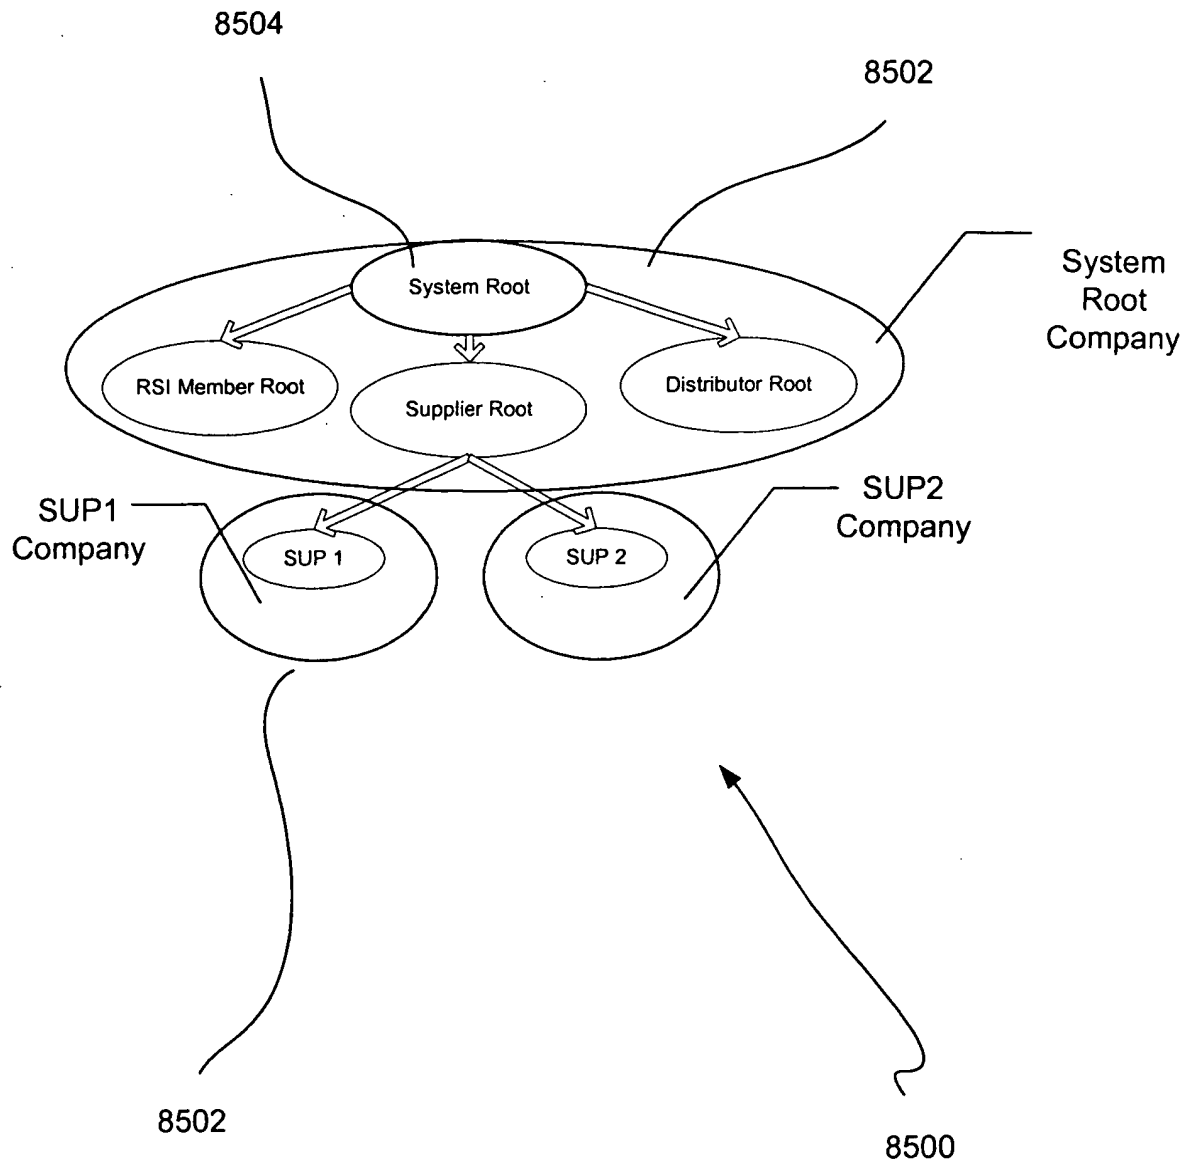 8504
8502
System Root
System
Root
Company
RSI Member Root
Supplier Root
Distributor Root
SUP1
Company
SUP2
Company
SUP 1
SUP 2
8502
8500